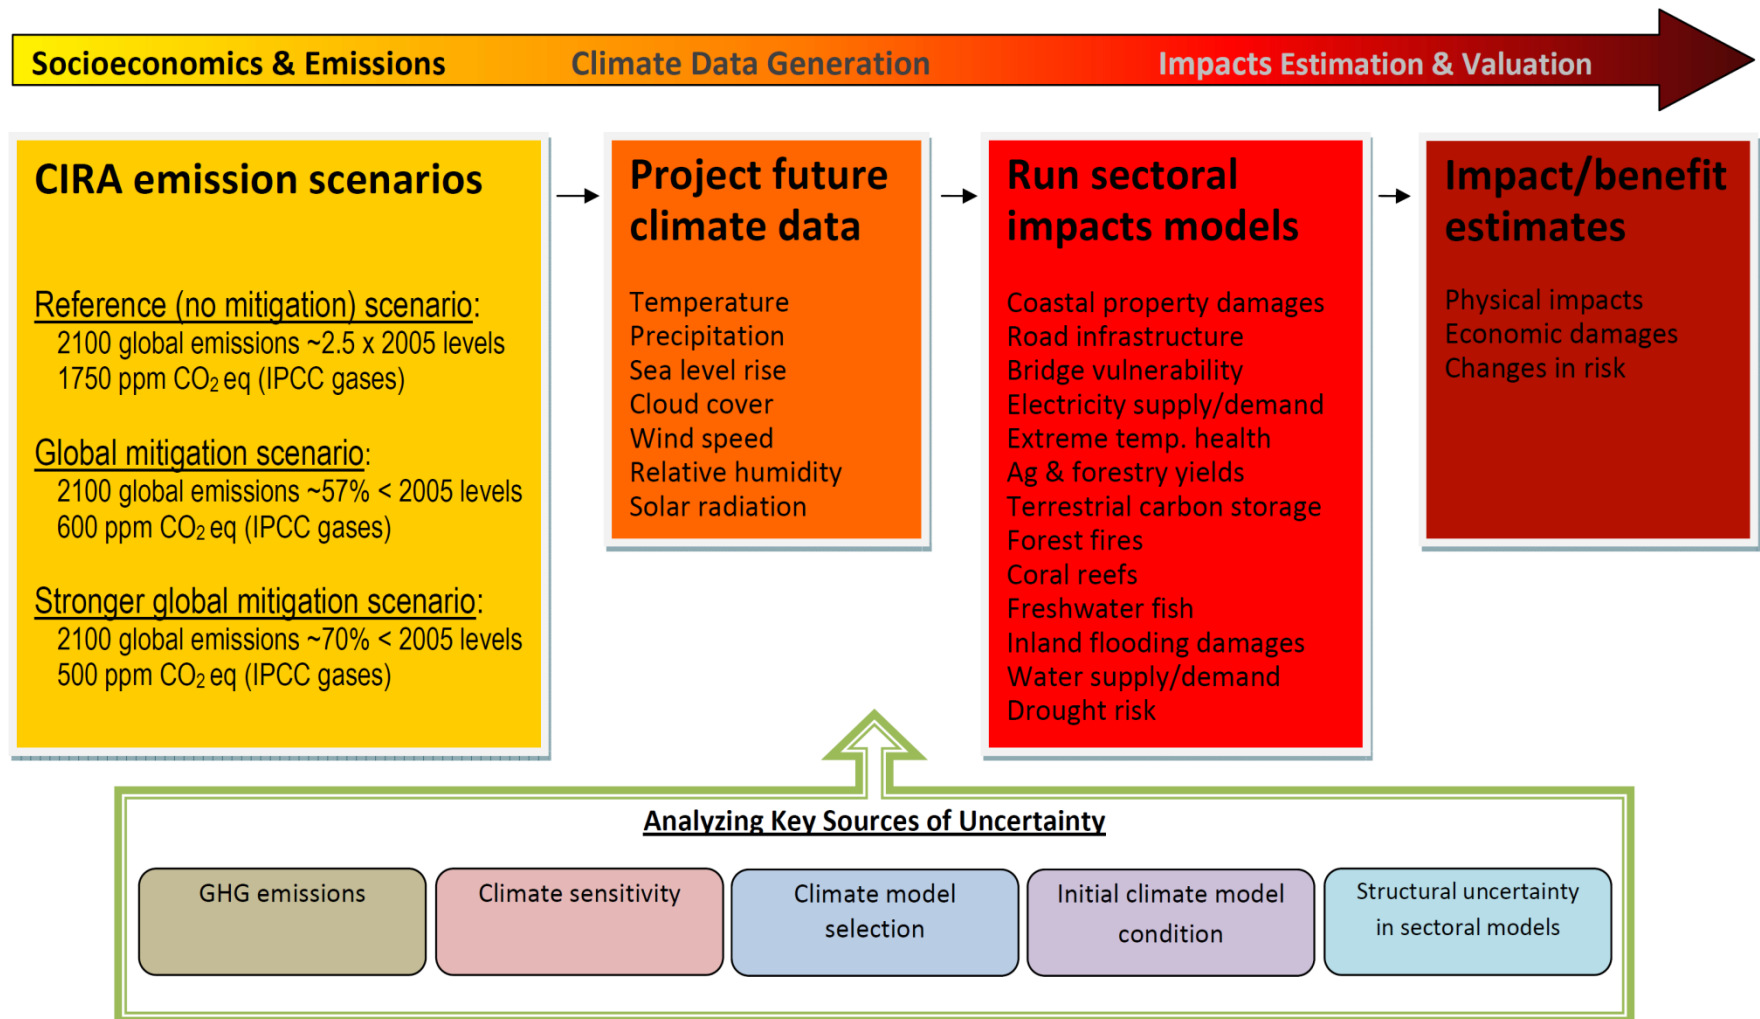 Socioeconomics & Emissions
Climate Data Generation
Impacts Estimation & Valuation
CIRA emission scenarios
Reference (no mitigation) scenario:
2100 global emissions ~2.5 x 2005 levels
1750 ppm CO₂ eq (IPCC gases)
Global mitigation scenario:
2100 global emissions ~57% < 2005 levels
600 ppm CO₂ eq (IPCC gases)
Stronger global mitigation scenario:
2100 global emissions ~70% < 2005 levels
500 ppm CO₂ eq (IPCC gases)
Project future
climate data
Temperature
Precipitation
Sea level rise
Cloud cover
Wind speed
Relative humidity
Solar radiation
Run sectoral
impacts models
Coastal property damages
Road infrastructure
Bridge vulnerability
Electricity supply/demand
Extreme temp. health
Ag & forestry yields
Terrestrial carbon storage
Forest fires
Coral reefs
Freshwater fish
Inland flooding damages
Water supply/demand
Drought risk
Impact/benefit
estimates
Physical impacts
Economic damages
Changes in risk
Analyzing Key Sources of Uncertainty
GHG emissions
Climate sensitivity
Climate model
selection
Initial climate model
condition
Structural uncertainty
in sectoral models